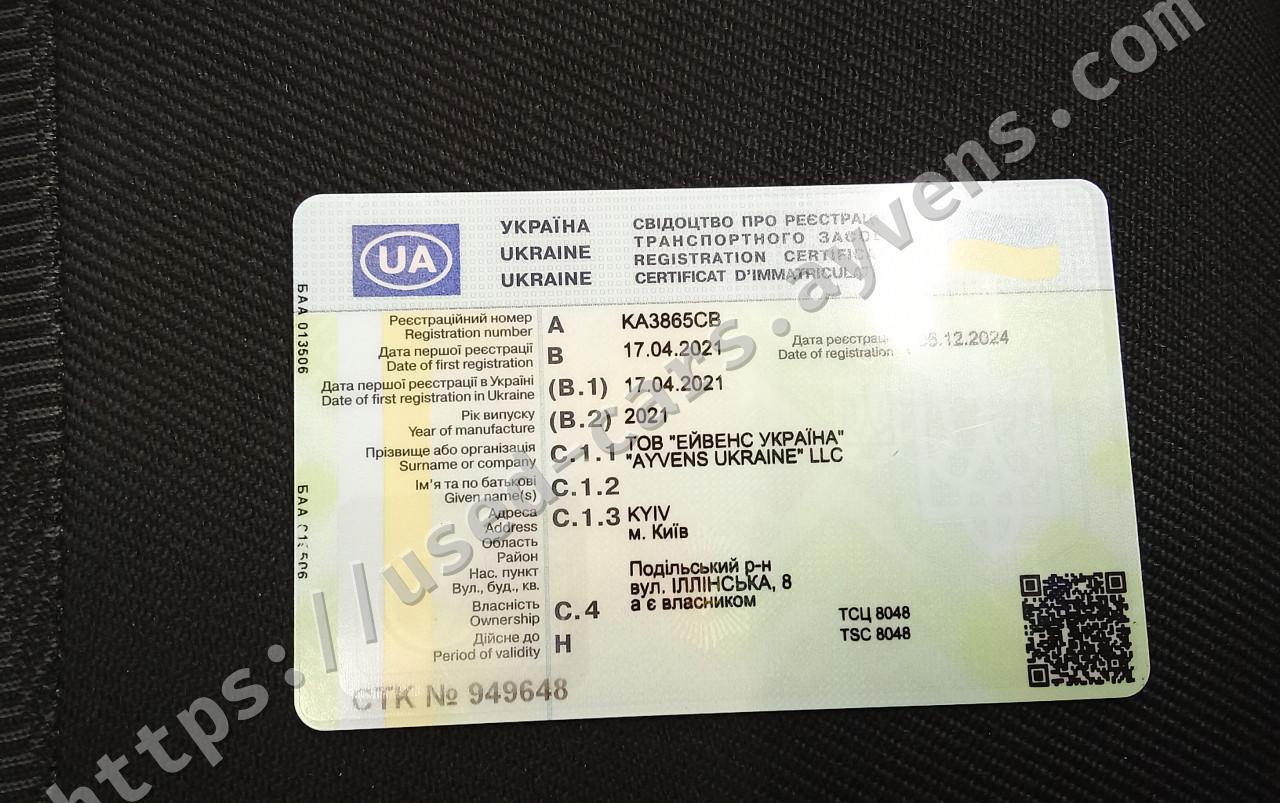 https://used-cars.ayvens.com
UA
УКРАЇНА
UKRAINE
UKRAINE
СВІДОЦТВО ПРО
ТРАНСПОРТНОГО
REGISTRATION
CERTIFICAT
БАА 013506
Реєстраційний номер
Registration number
A
KA3865CB
Дата першої реєстрації
Date of first registration
B
17.04.2021
Дата
Date of registration
.12.2024
Дата першої реєстрації в Україні
Date of first registration in Ukraine
(B.1)
17.04.2021
Рік випуску
Year of manufacture
(B.2)
2021
Прізвище або організація
Surname or company
C.1.1
ТОВ "ЕЙВЕНС УКРАЇНА"
"AYVENS UKRAINE" LLC
Ім'я та по батькові
Given name(s)
C.1.2
Адреса
Address
C.1.3
KYIV
м. Київ
Область
Район
Нас. пункт
Вул., буд., кв.
Подільський р-н
вул. ІЛЛІНСЬКА, 8
Власність
Ownership
C.4
а є власником
Дійсне до
Period of validity
H
ТСЦ 8048
TSC 8048
СТК № 949648